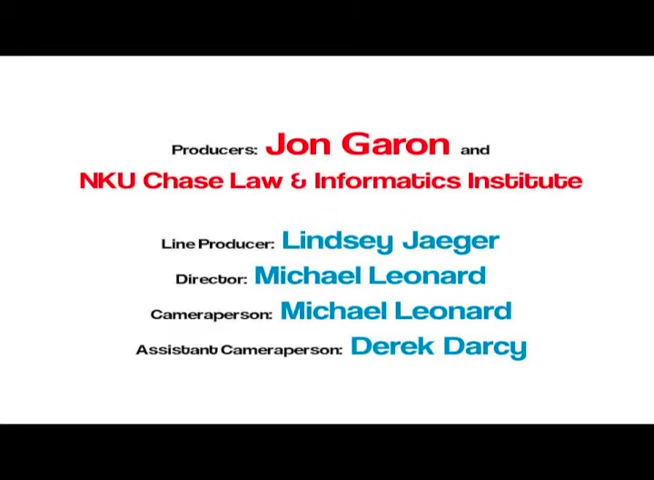 Producers: Jon Garon and
NKU Chase Law & Informatics Institute
Line Producer: Lindsey Jaeger
Director: Michael Leonard
Cameraperson: Michael Leonard
Assistant Cameraperson: Derek Darcy